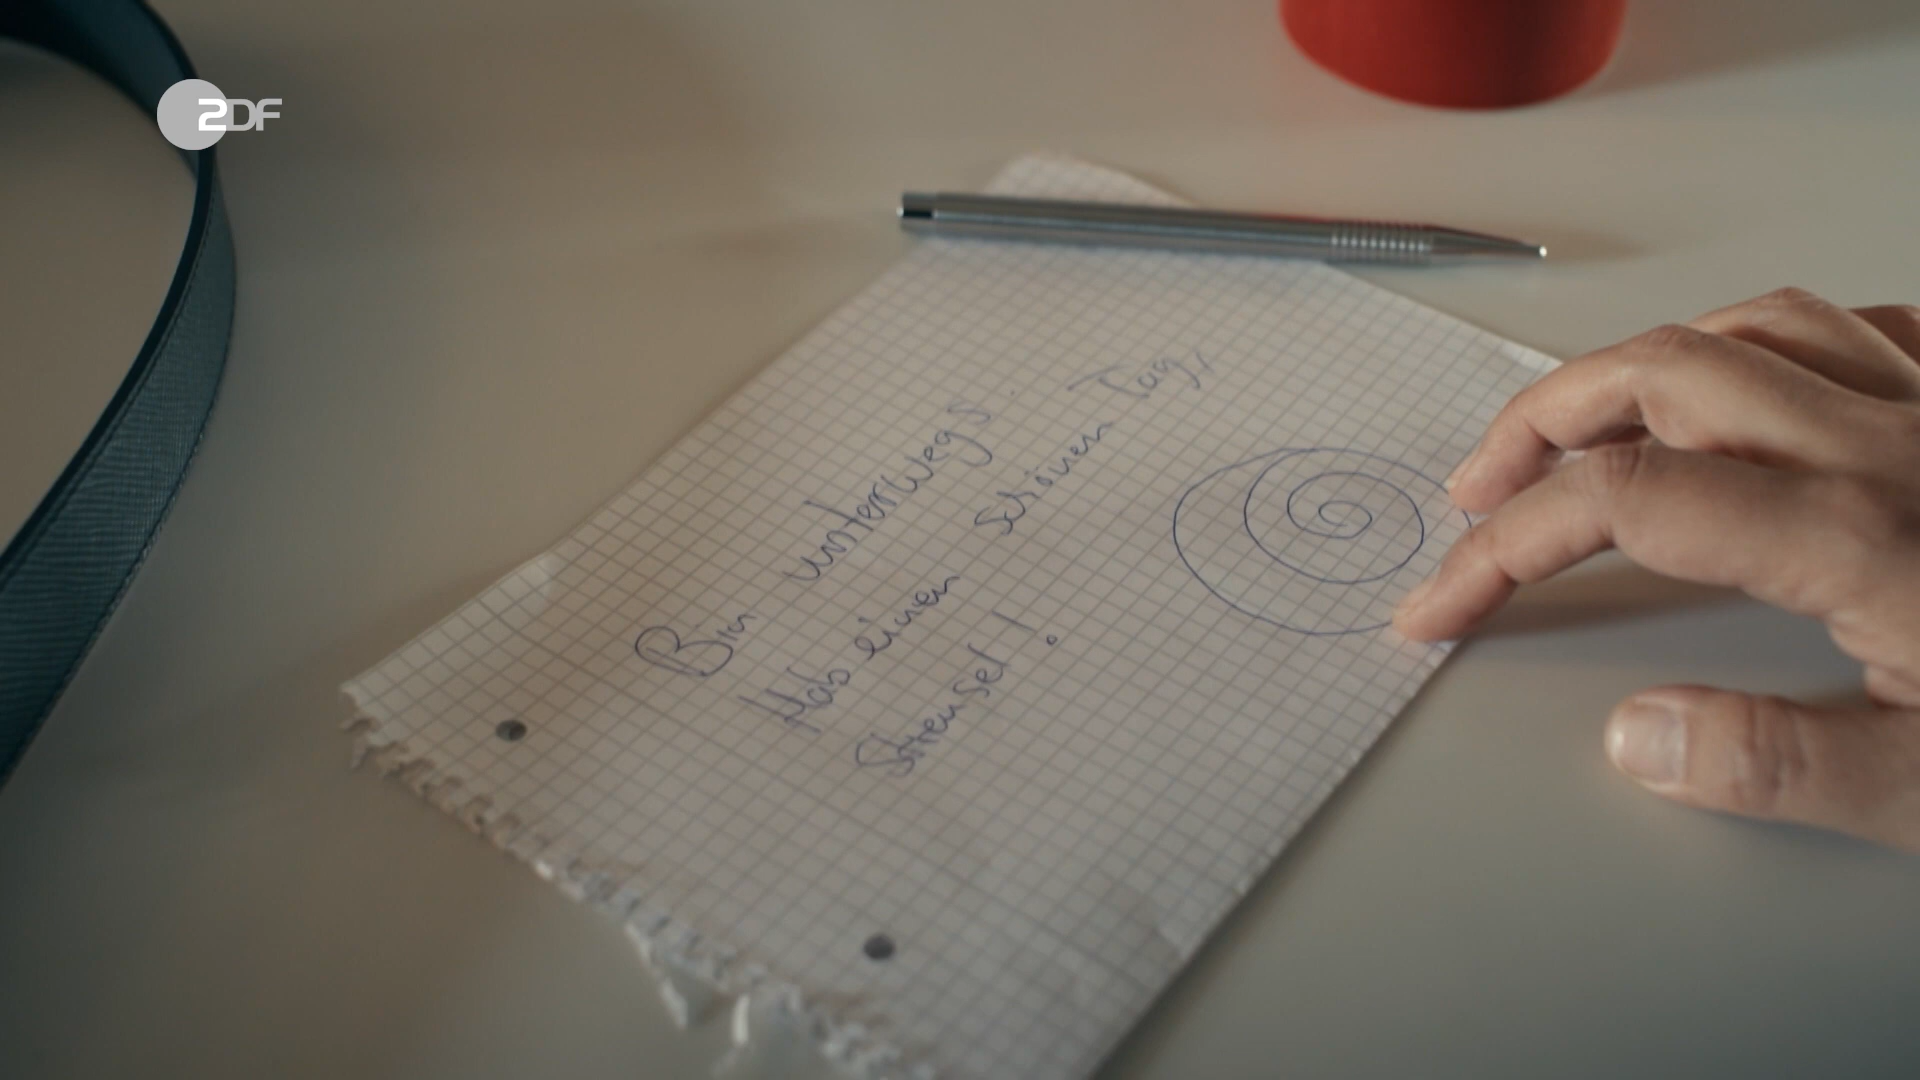 ZDF
Bin unterwegs.
Hab einen schönen Tag,
Streusel!